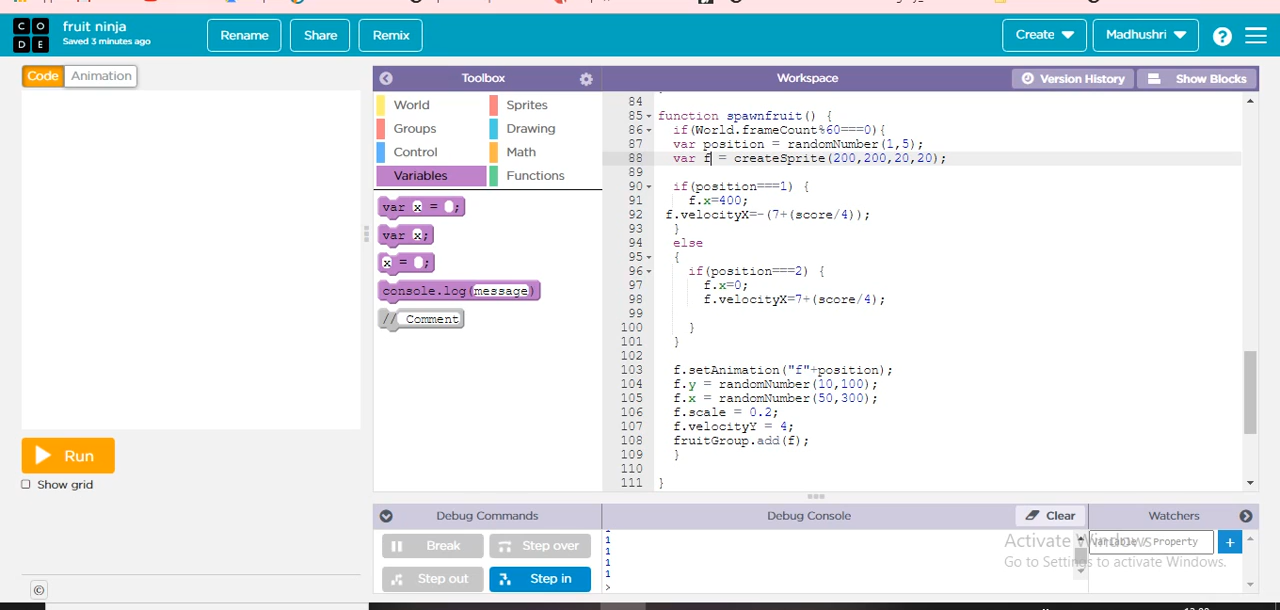 CODE
fruit ninja
Saved 3 minutes ago
Rename
Share
Remix
Create
Madhushri
?
Code
Animation
Toolbox
Workspace
Version History
Show Blocks
World
Sprites
Groups
Drawing
Control
Math
Variables
Functions
var x = ;
var x;
x = ;
console.log(message)
// Comment
84
85 function spawnfruit() {
86 if(World.frameCount%60===0){
87 var position = randomNumber(1,5);
88 var f = createSprite(200,200,20,20);
89
90 if(position===1) {
91 f.x=400;
92 f.velocityX=-(7+(score/4));
93 }
94 else
95 {
96 if(position===2) {
97 f.x=0;
98 f.velocityX=7+(score/4);
99
100 }
101 }
102
103 f.setAnimation("f"+position);
104 f.y = randomNumber(10,100);
105 f.x = randomNumber(50,300);
106 f.scale = 0.2;
107 f.velocityY = 4;
108 fruitGroup.add(f);
109 }
110
111 }
Run
Show grid
Debug Commands
Debug Console
Clear
Watchers
Break
Step over
Step out
Step in
1
1
1
1
>
Variable / Property
+
Activate Windows
Go to Settings to activate Windows.
©